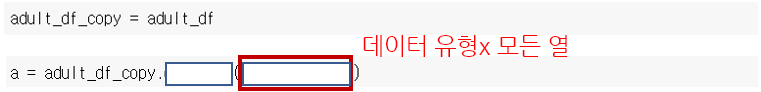 adult_df_copy = adult_df
데이터 유형x 모든 열
a = adult_df_copy.( )